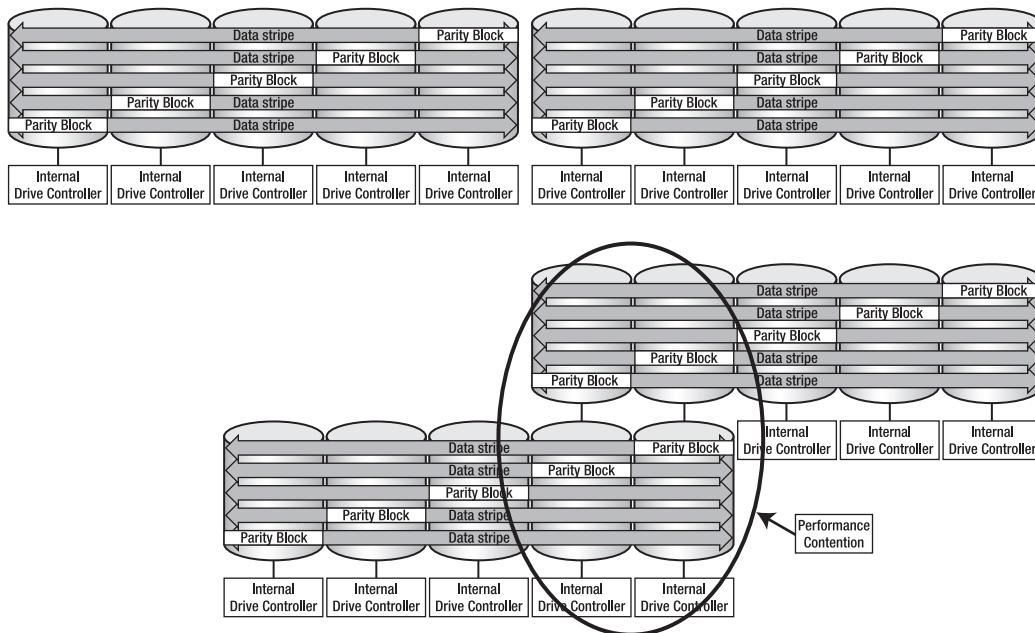 Data stripe Parity Block
Data stripe Parity Block
Parity Block
Parity Block Data stripe
Parity Block Data stripe
Internal Drive Controller
Internal Drive Controller
Internal Drive Controller
Internal Drive Controller
Internal Drive Controller
Data stripe Parity Block
Data stripe Parity Block
Parity Block
Parity Block Data stripe
Parity Block Data stripe
Internal Drive Controller
Internal Drive Controller
Internal Drive Controller
Internal Drive Controller
Internal Drive Controller
Data stripe Parity Block
Data stripe Parity Block
Parity Block
Parity Block Data stripe
Parity Block Data stripe
Internal Drive Controller
Internal Drive Controller
Internal Drive Controller
Data stripe Parity Block
Data stripe Parity Block
Parity Block
Parity Block Data stripe
Parity Block Data stripe
Internal Drive Controller
Internal Drive Controller
Internal Drive Controller
Internal Drive Controller
Internal Drive Controller
Performance
Contention